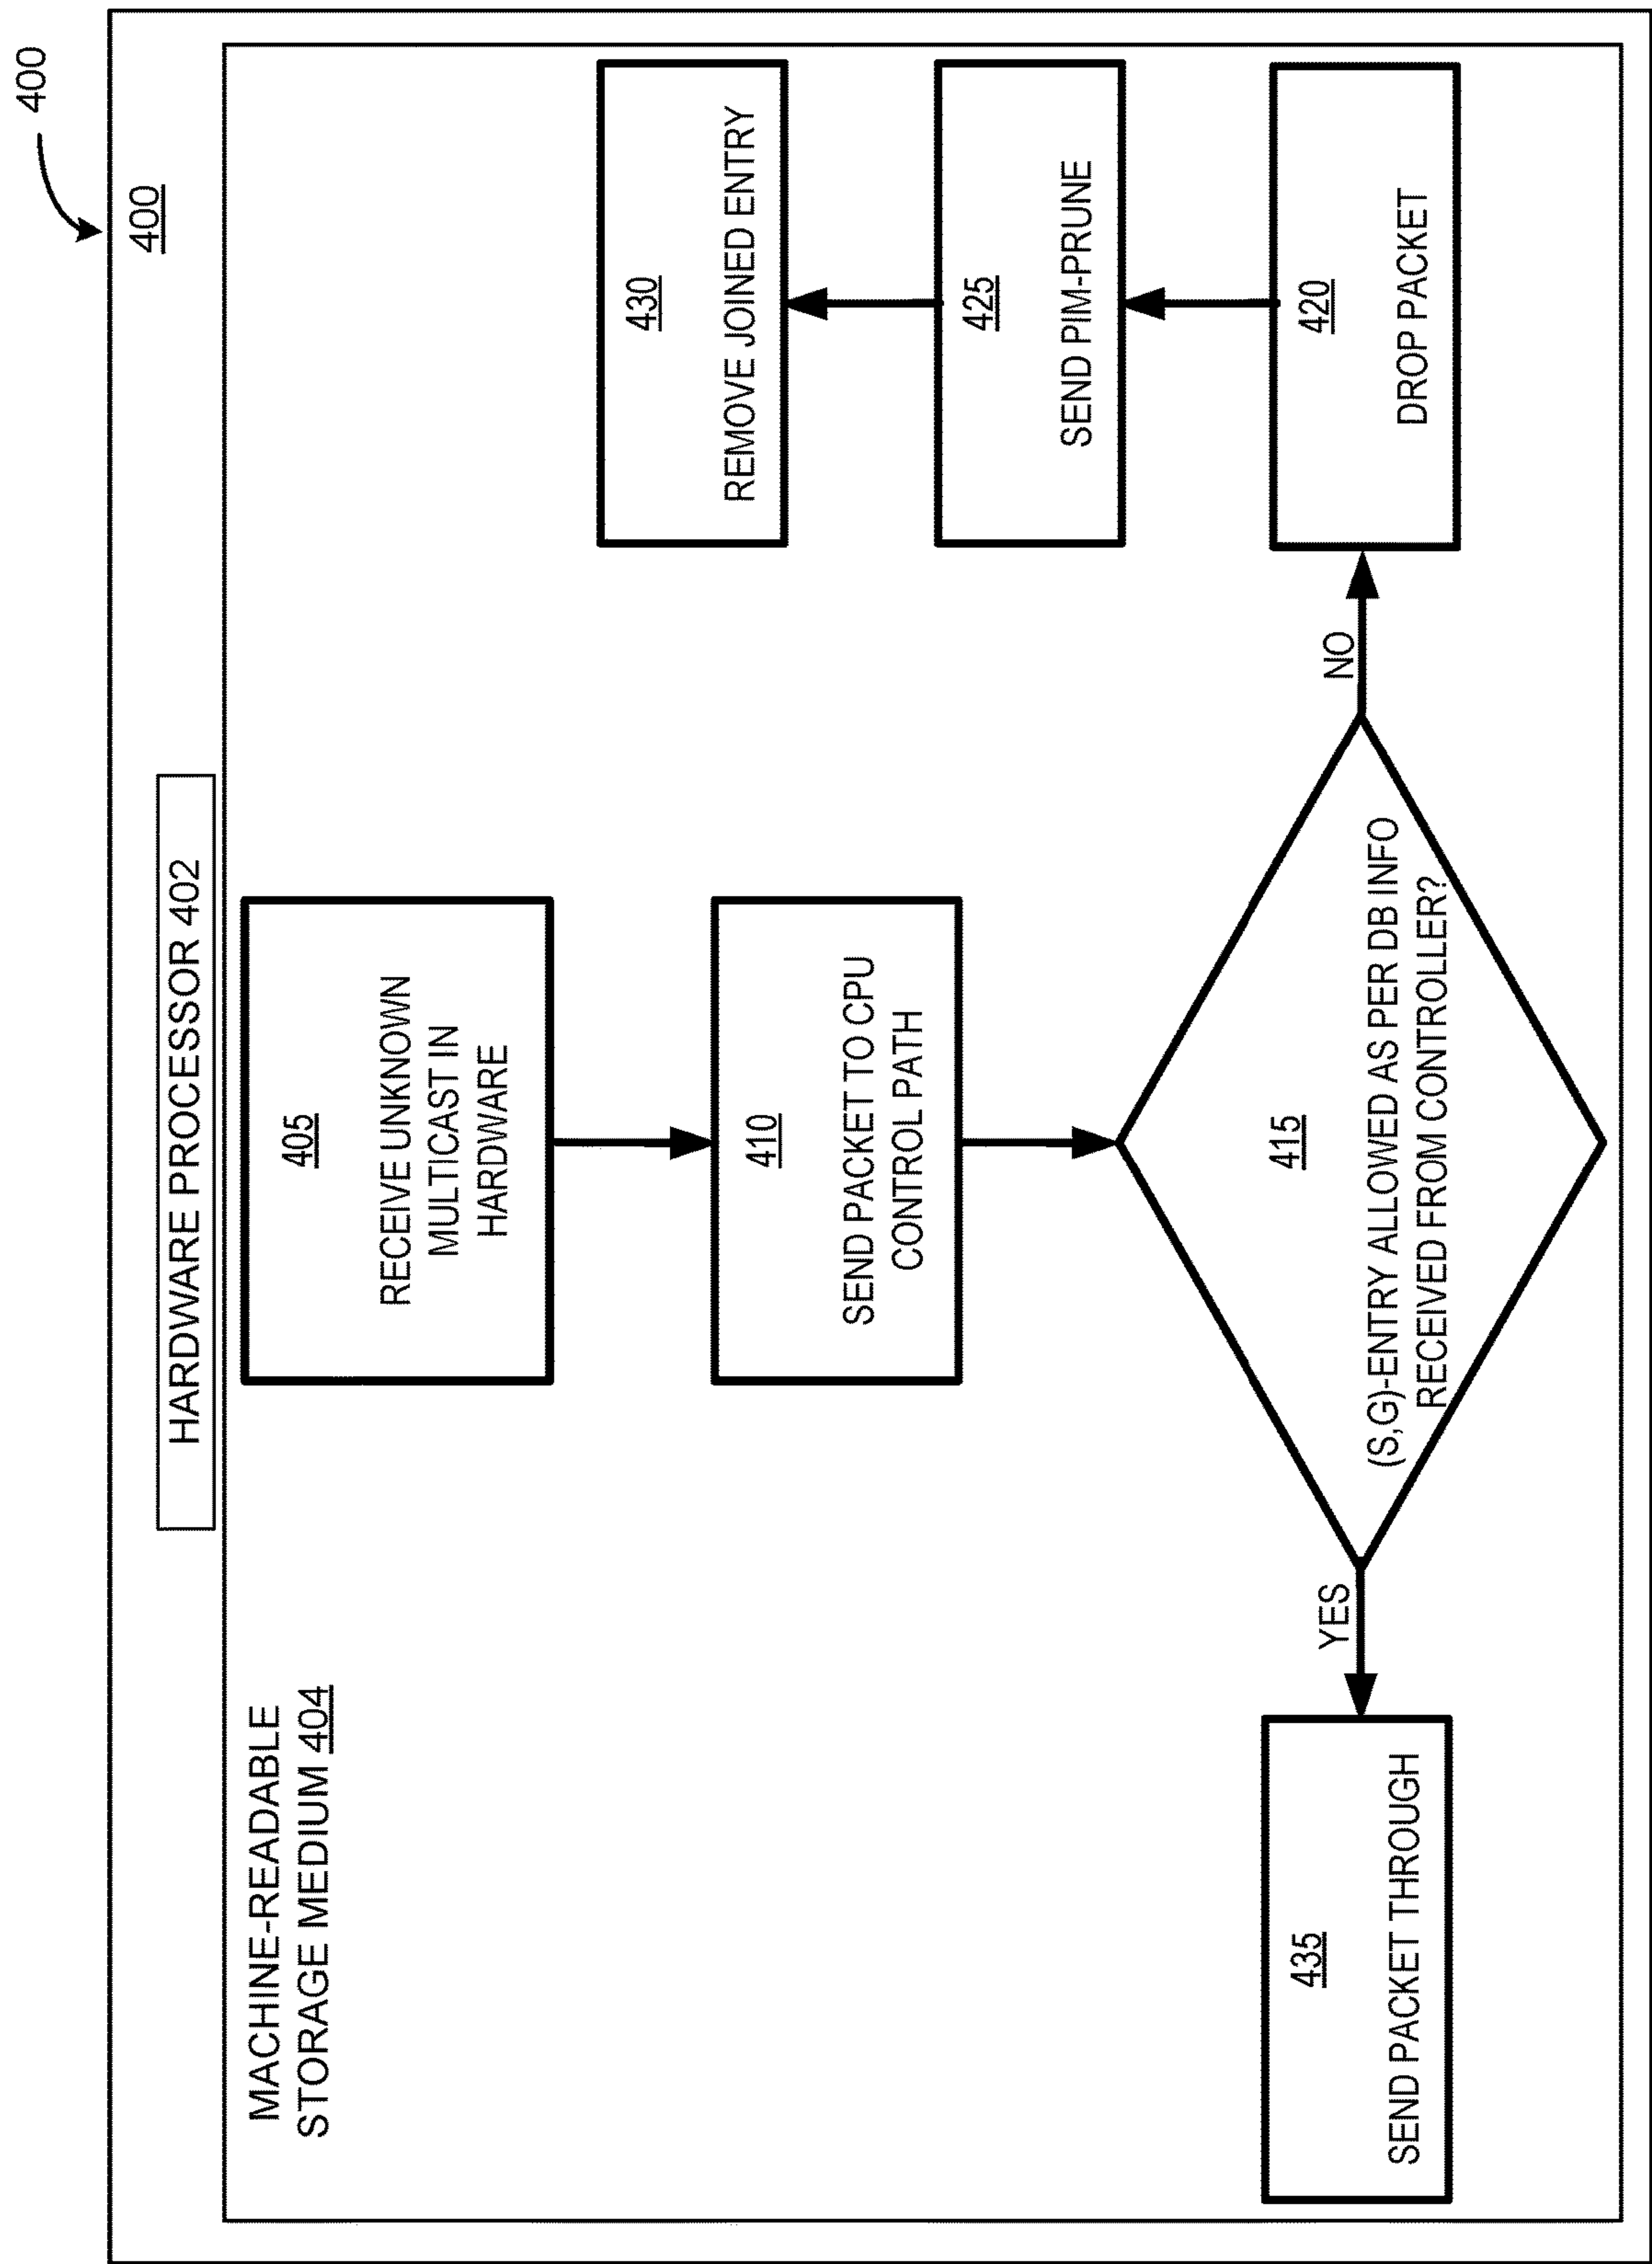 400
400
HARDWARE PROCESSOR 402
MACHINE-READABLE
STORAGE MEDIUM 404
405
RECEIVE UNKNOWN
MULTICAST IN
HARDWARE
410
SEND PACKET TO CPU
CONTROL PATH
415
(S,G)-ENTRY ALLOWED AS PER DB INFO
RECEIVED FROM CONTROLLER?
YES
435
SEND PACKET THROUGH
NO
420
DROP PACKET
425
SEND PIM-PRUNE
430
REMOVE JOINED ENTRY